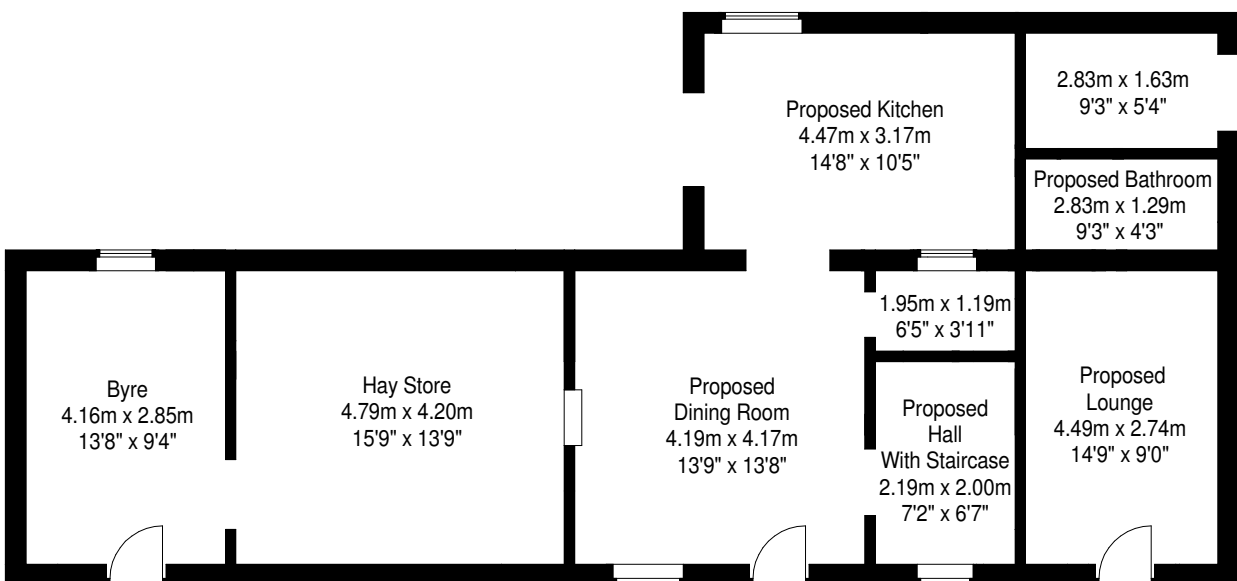 2.83m x 1.63m
9'3" x 5'4"
Proposed Kitchen
4.47m x 3.17m
14'8" x 10'5"
Proposed Bathroom
2.83m x 1.29m
9'3" x 4'3"
1.95m x 1.19m
6'5" x 3'11"
Byre
4.16m x 2.85m
13'8" x 9'4"
Hay Store
4.79m x 4.20m
15'9" x 13'9"
Proposed
Dining Room
4.19m x 4.17m
13'9" x 13'8"
Proposed
Hall
With Staircase
2.19m x 2.00m
7'2" x 6'7"
Proposed
Lounge
4.49m x 2.74m
14'9" x 9'0"